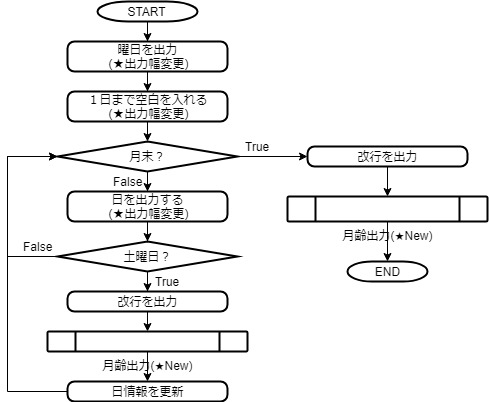 START
曜日を出力
(★出力幅変更)
１日まで空白を入れる
(★出力幅変更)
月末？
True
改行を出力
False
日を出力する
(★出力幅変更)
月齢出力(★New)
False
土曜日？
END
True
改行を出力
月齢出力(★New)
日情報を更新